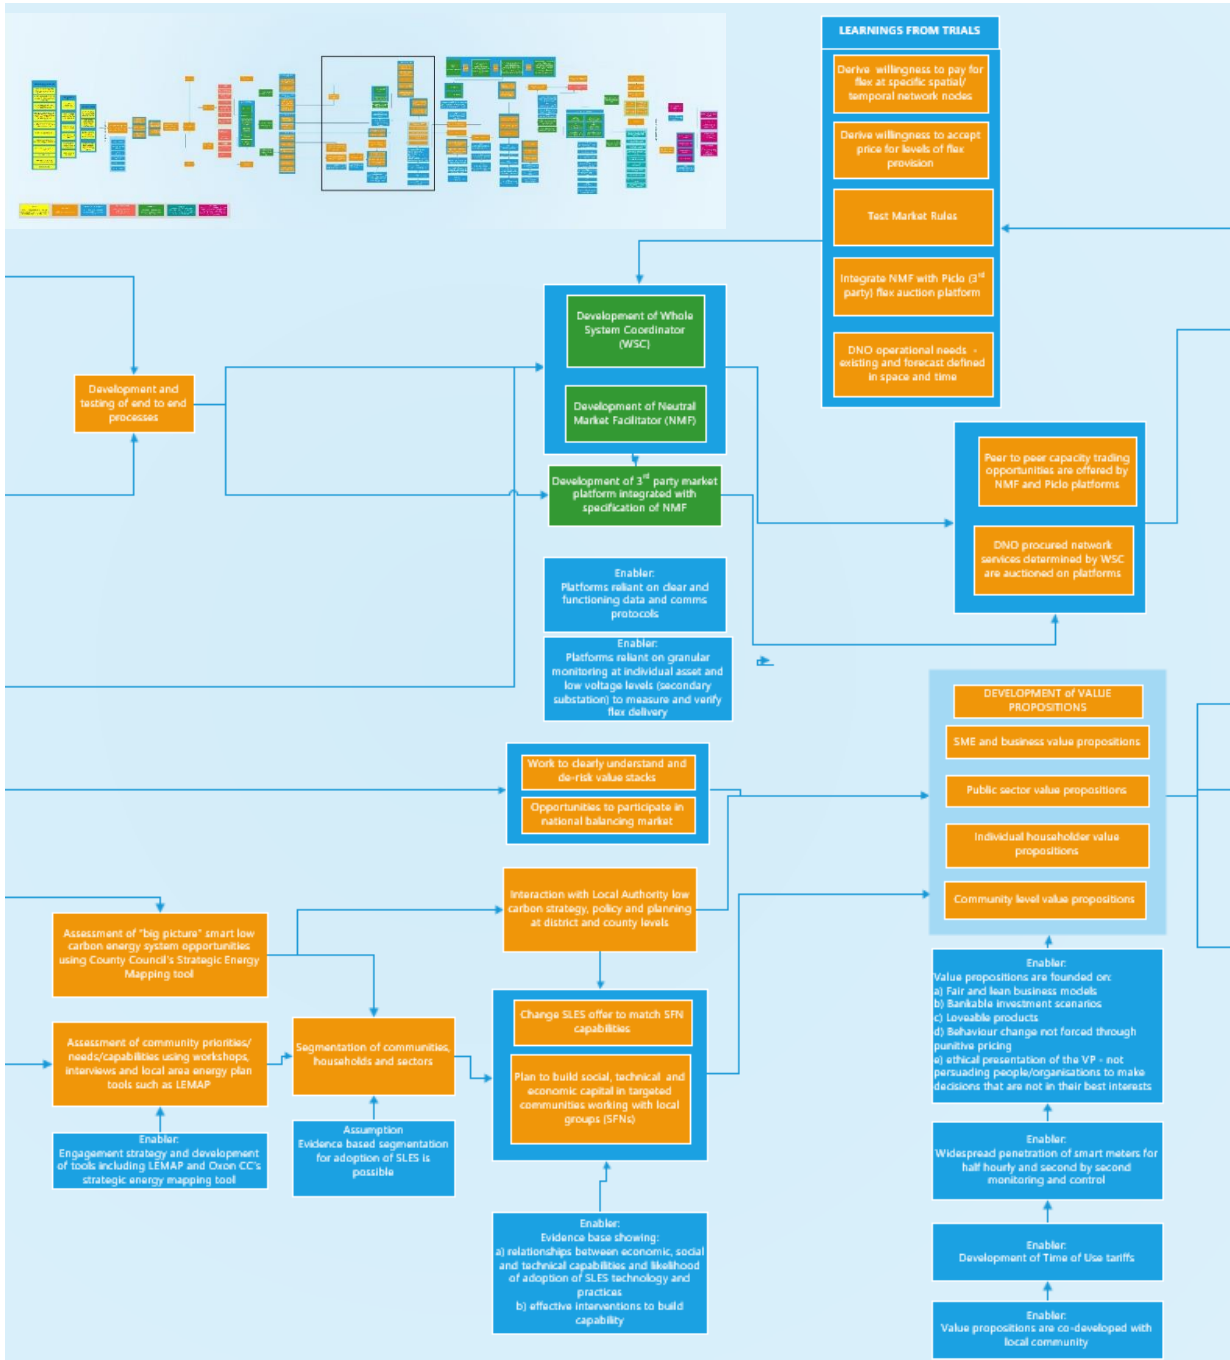 LEARNINGS FROM TRIALS
Derive willingness to pay for
flex at specific spatial/
temporal network nodes
Derive willingness to accept
price for levels of flex
provision
Test Market Rules
Integrate NMF with Piclo (3rd
party) flex auction platform
DNO operational needs -
existing and forecast defined
in space and time
Development of Whole
System Coordinator
(WSC)
Development of Neutral
Market Facilitator (NMF)
Development and
testing of end to end
processes
Development of 3rd party market
platform integrated with
specification of NMF
Peer to peer capacity trading
opportunities are offered by
NMF and Piclo platforms
DNO procured network
services determined by WSC
are auctioned on platforms
Enabler:
Platforms reliant on clear and
functioning data and comms
protocols
Enabler:
Platforms reliant on granular
monitoring at individual asset and
low voltage levels (secondary
substation) to measure and verify
flex delivery
DEVELOPMENT of VALUE
PROPOSITIONS
SME and business value propositions
Public sector value propositions
Individual householder value
propositions
Community level value propositions
Work to clearly understand and
de-risk value stacks
Opportunities to participate in
national balancing market
Interaction with Local Authority low
carbon strategy, policy and planning
at district and county levels
Assessment of "big picture" smart low
carbon energy system opportunities
using County Council's Strategic Energy
Mapping tool
Assessment of community priorities/
needs/capabilities using workshops,
interviews and local area energy plan
tools such as LEMAP
Segmentation of communities,
households and sectors
Change SLES offer to match SFN
capabilities
Plan to build social, technical and
economic capital in targeted
communities working with local
groups (SFNs)
Enabler:
Engagement strategy and development
of tools including LEMAP and Oxon CC's
strategic energy mapping tool
Assumption
Evidence based segmentation
for adoption of SLES is
possible
Enabler:
Evidence base showing:
a) relationships between economic, social
and technical capabilities and likelihood
of adoption of SLES technology and
practices
b) effective interventions to build
capability
Enabler:
Value propositions are founded on:
a) Fair and lean business models
b) Bankable investment scenarios
c) Loveable products
d) Behaviour change not forced through
punitive pricing
e) ethical presentation of the VP - not
persuading people/organisations to make
decisions that are not in their best interests
Enabler:
Widespread penetration of smart meters for
half hourly and second by second
monitoring and control
Enabler:
Development of Time of Use tariffs
Enabler:
Value propositions are co-developed with
local community